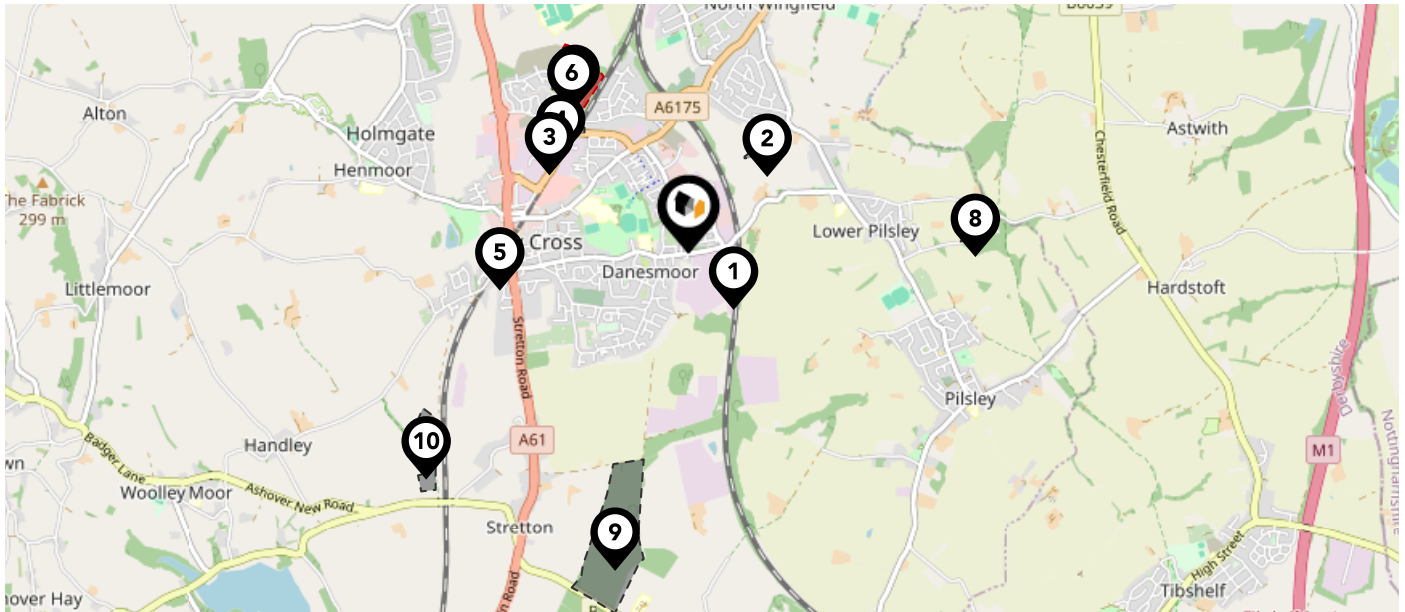 North Wingfield
B6039
6
A6175
Alton
Holmgate
3
2
Astwith
Henmoor
Chesterfield Road
The Fabrick
299 m
8
Lower Pilsley
5
Cross
Danesmoor
1
Littlemoor
Hardstoft
Stretton Road
Derbyshire
Pilsley
Nottinghamshire
10
A61
Handley
M1
Badger Lane
Woolley Moor
Ashover New Road
Stretton
9
High Street
Tibshelf